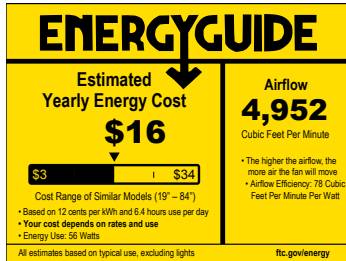 ENERGYGUIDE
Estimated
Yearly Energy Cost
$16
$3
$34
Cost Range of Similar Models (19" – 84")
• Based on 12 cents per kWh and 6.4 hours use per day
• Your cost depends on rates and use
• Energy Use: 56 Watts
Airflow
4,952
Cubic Feet Per Minute
• The higher the airflow, the
more air the fan will move
• Airflow Efficiency: 78 Cubic
Feet Per Minute Per Watt
All estimates based on typical use, excluding lights
ftc.gov/energy